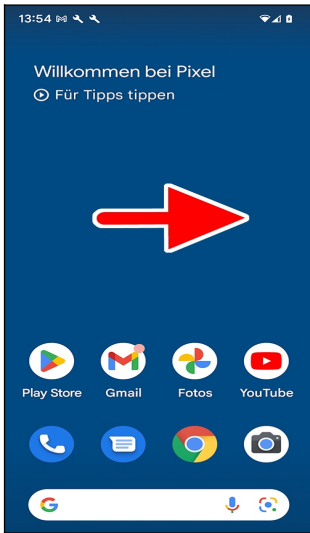 13:54
Willkommen bei Pixel
Für Tipps tippen
Play Store Gmail Fotos YouTube